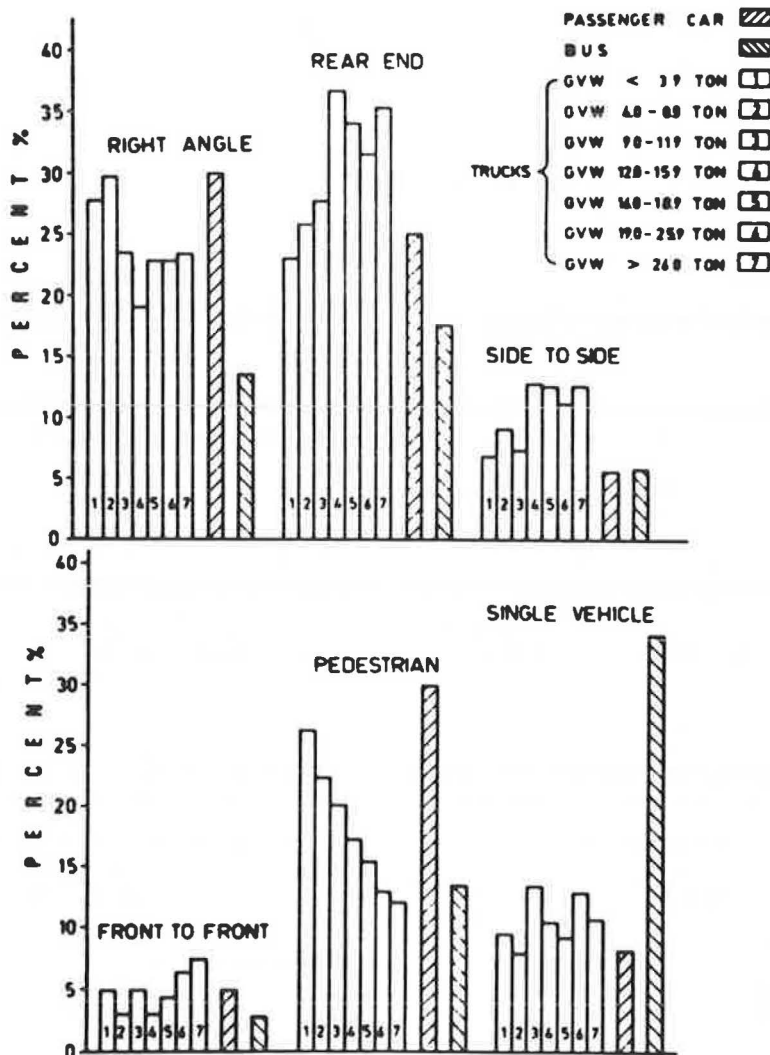 PASSENGER CAR
BUS
TRUCKS
GVW < 3.9 TON 1
GVW 4.0-8.9 TON 2
GVW 9.0-11.9 TON 3
GVW 12.0-15.9 TON 4
GVW 16.0-18.9 TON 5
GVW 19.0-25.9 TON
GVW > 26.0 TON 7
PERCENT %
40
35
30
25
20
15
10
5
0
RIGHT ANGLE
1 2 3 4 5 6 7
REAR END
1 2 3 4 5 6 7
SIDE TO SIDE
1 2 3 4 5 6 7
PERCENT %
40
35
30
25
20
15
10
5
0
FRONT TO FRONT
1 2 3 4 5 6 7
PEDESTRIAN
1 2 3 4 5 6 7
SINGLE VEHICLE
1 2 3 4 5 6 7